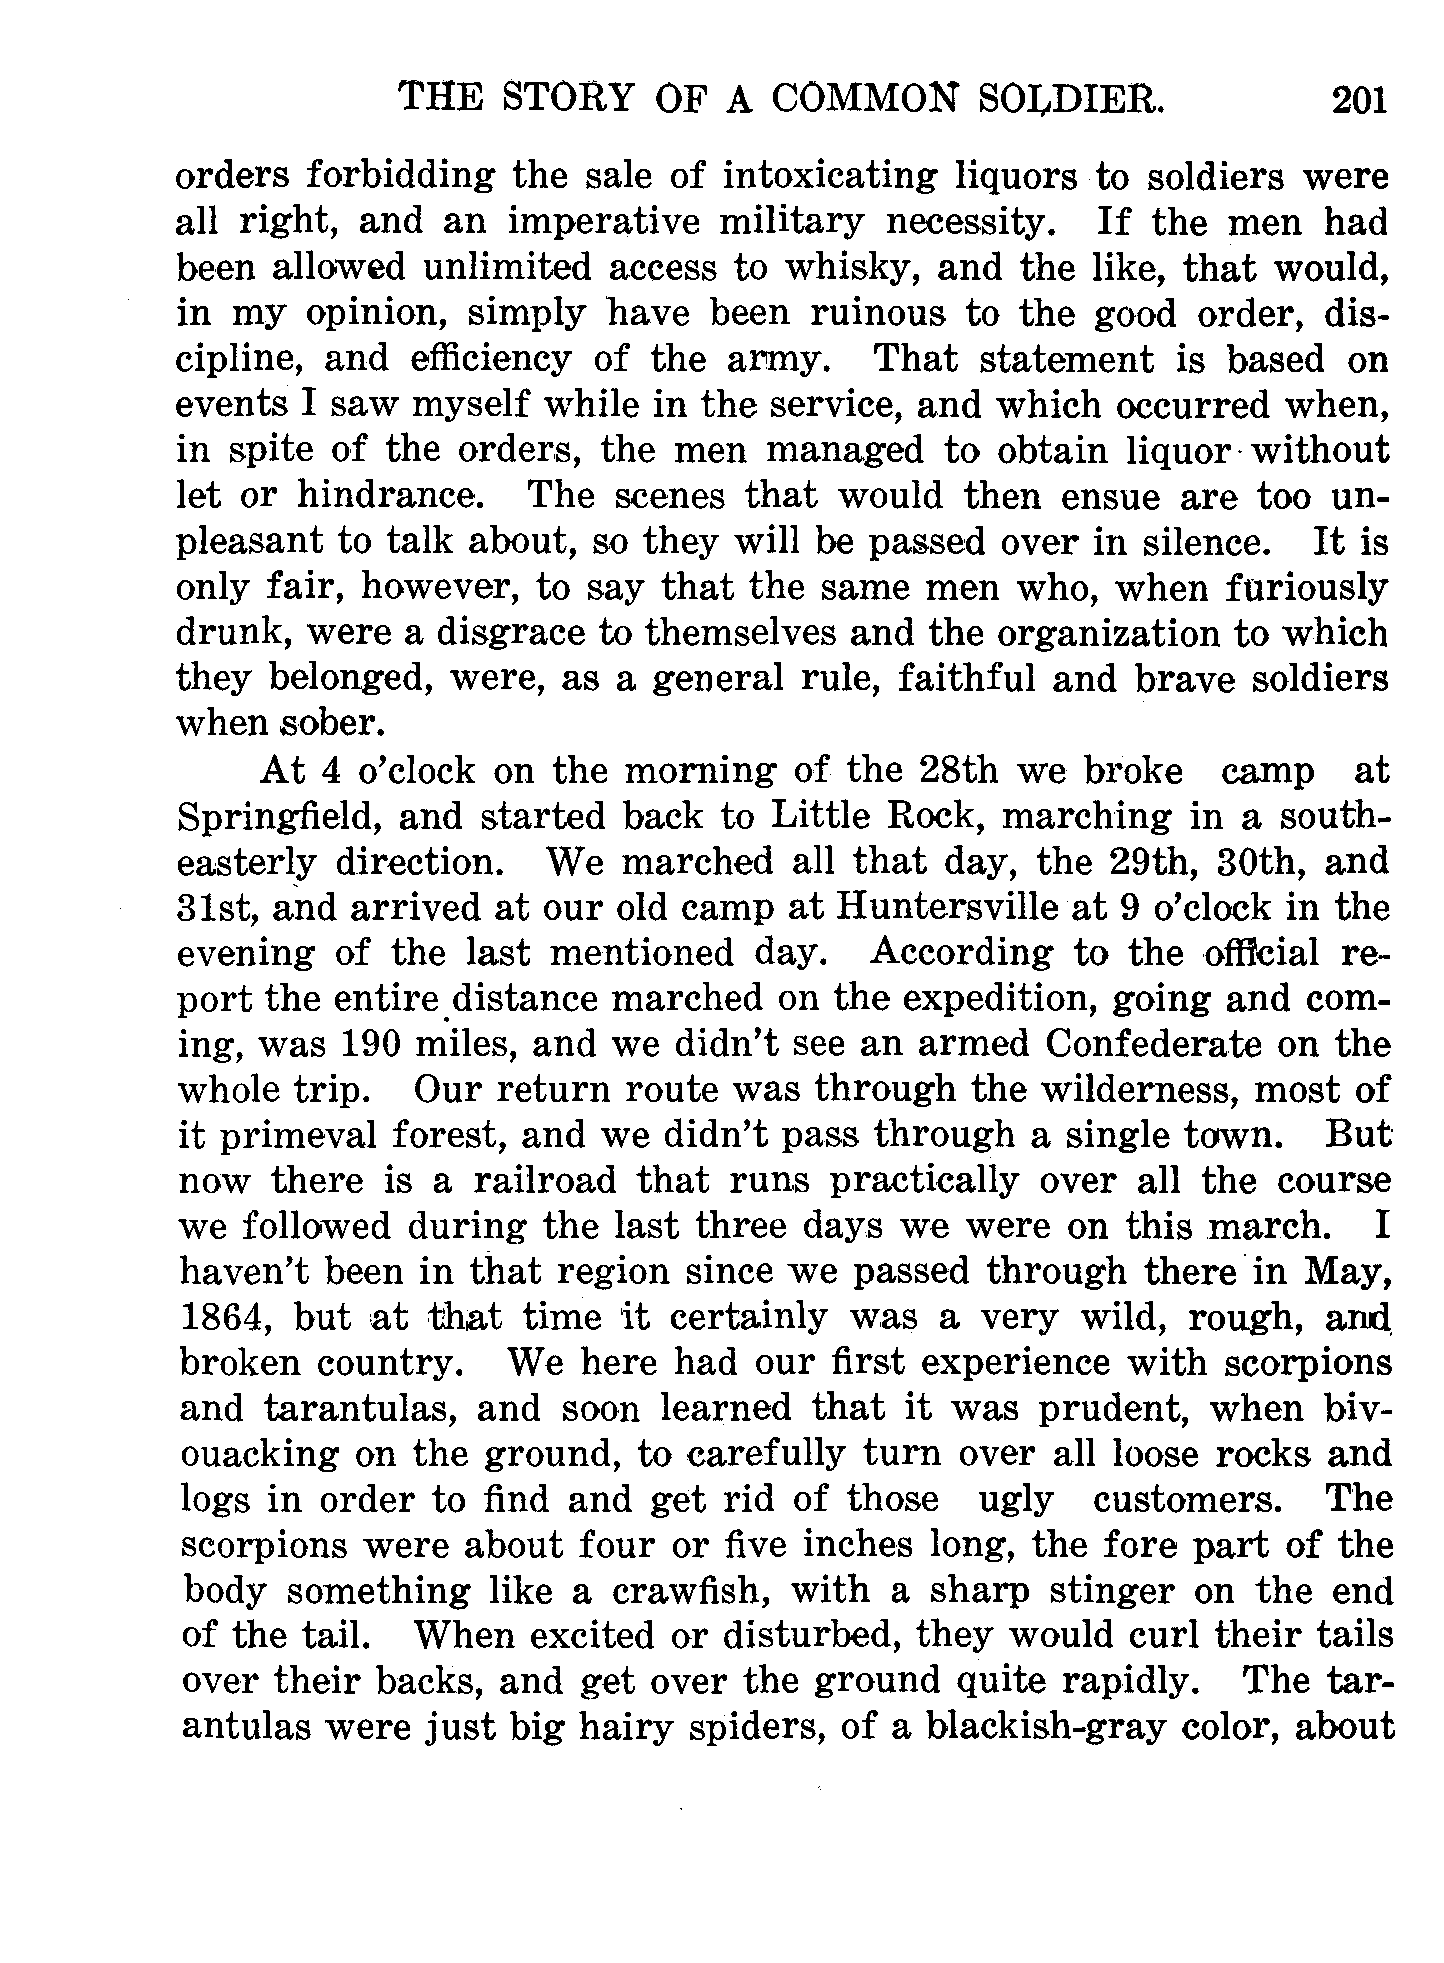 THE STORY OF A COMMON SOLDIER. 201
orders forbidding the sale of intoxicating liquors to soldiers were
all right, and an imperative military necessity. If the men had
been allowed unlimited access to whisky, and the like, that would,
in my opinion, simply have been ruinous to the good order, dis-
cipline, and efficiency of the army. That statement is based on
events I saw myself while in the service, and which occurred when,
in spite of the orders, the men managed to obtain liquor without
let or hindrance. The scenes that would then ensue are too un-
pleasant to talk about, so they will be passed over in silence. It is
only fair, however, to say that the same men who, when furiously
drunk, were a disgrace to themselves and the organization to which
they belonged, were, as a general rule, faithful and brave soldiers
when sober.
At 4 o'clock on the morning of the 28th we broke camp at
Springfield, and started back to Little Rock, marching in a south-
easterly direction. We marched all that day, the 29th, 30th, and
31st, and arrived at our old camp at Huntersville at 9 o'clock in the
evening of the last mentioned day. According to the official re-
port the entire distance marched on the expedition, going and com-
ing, was 190 miles, and we didn't see an armed Confederate on the
whole trip. Our return route was through the wilderness, most of
it primeval forest, and we didn't pass through a single town. But
now there is a railroad that runs practically over all the course
we followed during the last three days we were on this march. I
haven't been in that region since we passed through there in May,
1864, but at that time it certainly was a very wild, rough, and
broken country. We here had our first experience with scorpions
and tarantulas, and soon learned that it was prudent, when biv-
ouacking on the ground, to carefully turn over all loose rocks and
logs in order to find and get rid of those ugly customers. The
scorpions were about four or five inches long, the fore part of the
body something like a crawfish, with a sharp stinger on the end
of the tail. When excited or disturbed, they would curl their tails
over their backs, and get over the ground quite rapidly. The tar-
antulas were just big hairy spiders, of a blackish-gray color, about